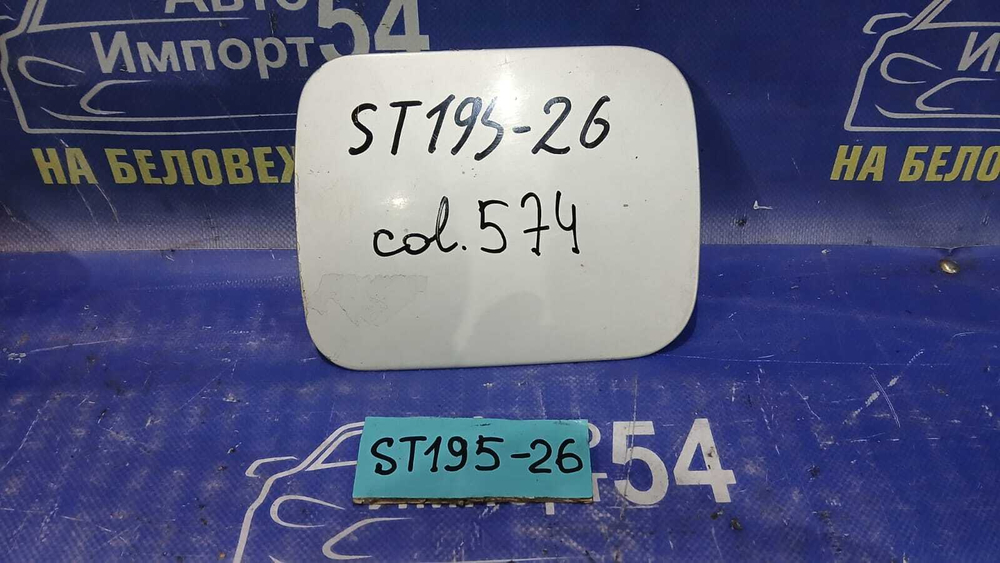 Авто
Импорт54
НА БЕЛОВЕЖ
НА БЕЛО
ST195-26
col.574
ST195-26
54